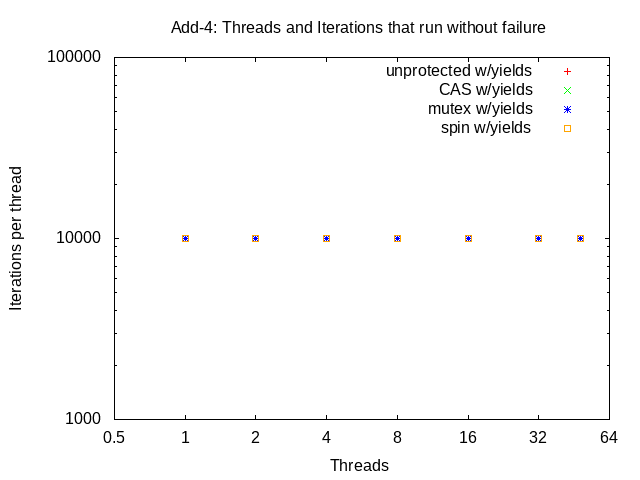 Add-4: Threads and Iterations that run without failure
100000
unprotected w/yields
CAS w/yields
mutex w/yields
spin w/yields
Iterations per thread
10000
1000
0.5 1 2 4 8 16 32 64
Threads